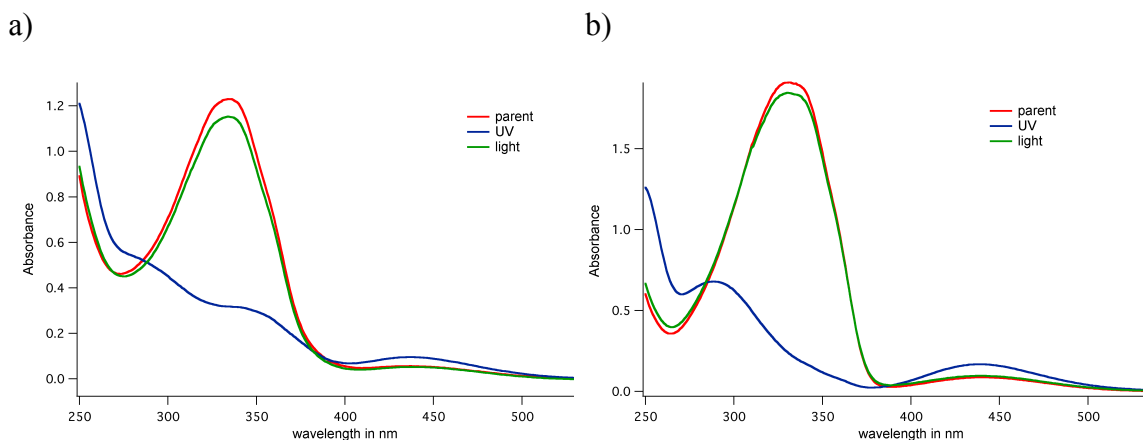 a)
b)
Absorbance
1.2
1.0
0.8
0.6
0.4
0.2
0.0
250 300 350 400 450 500
wavelength in nm
parent
UV
light
Absorbance
1.5
1.0
0.5
0.0
250 300 350 400 450 500
wavelength in nm
parent
UV
light